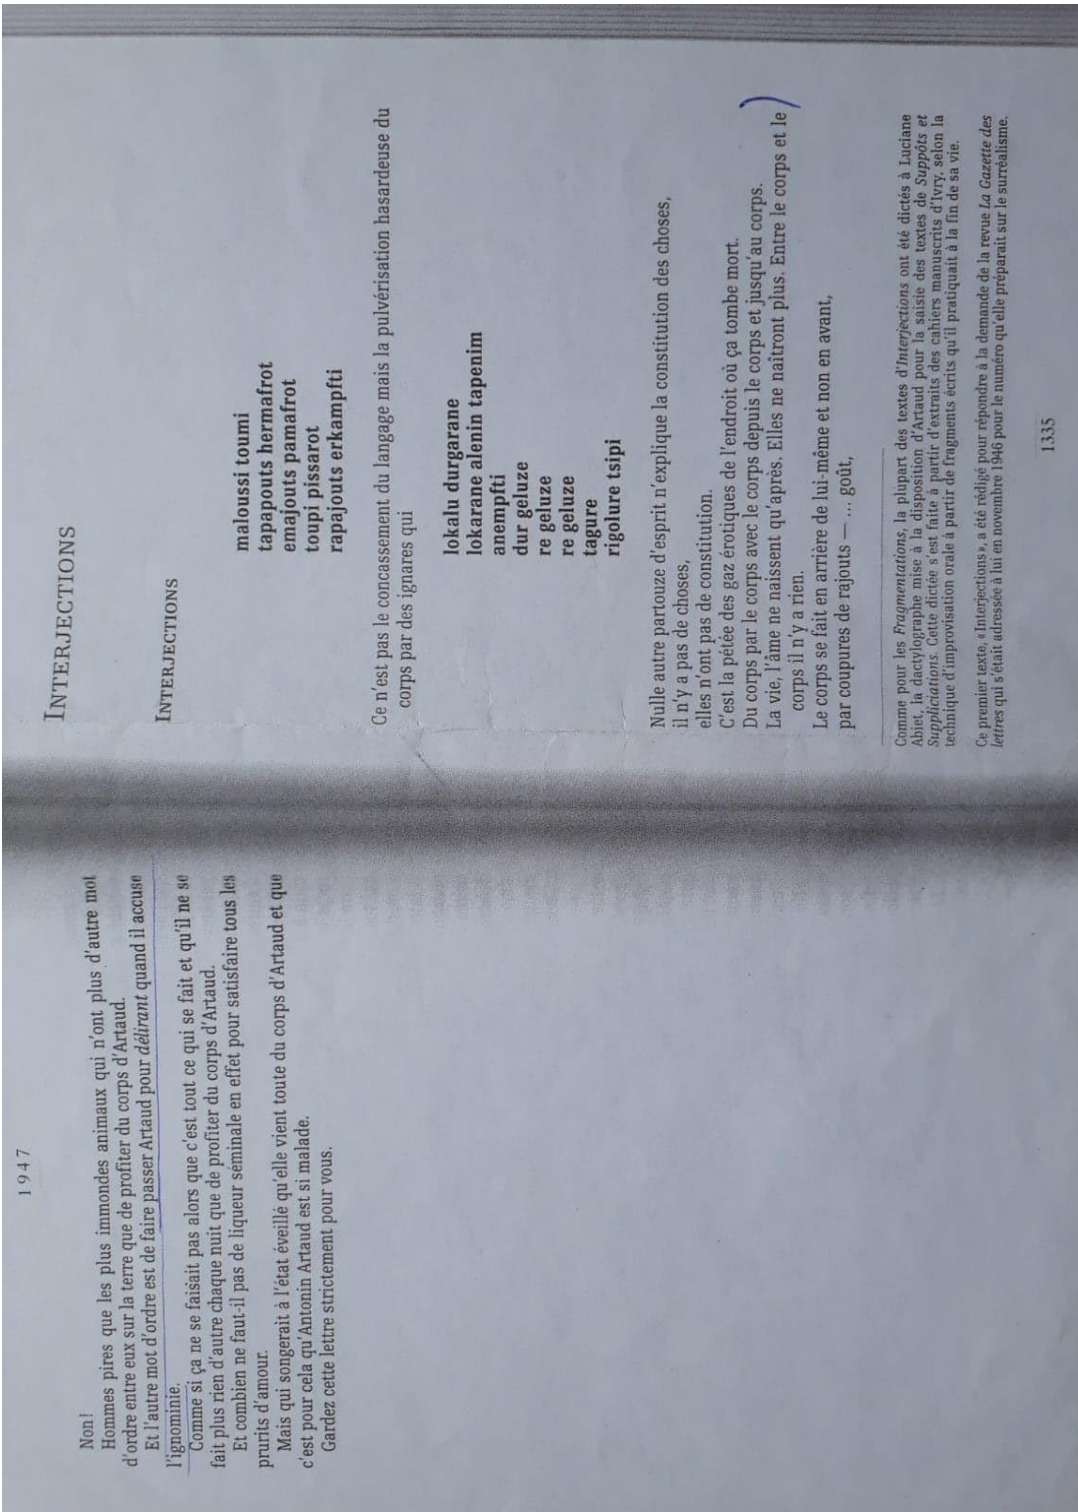 1947
Non!
Hommes pires que les plus immondes animaux qui n'ont plus d'autre mot
d'ordre entre eux sur la terre que de profiter du corps d'Artaud.
Et l'autre mot d'ordre est de faire passer Artaud pour délirant quand il accuse
l'ignominie.
Comme si ça ne se faisait pas alors que c'est tout ce qui se fait et qu'il ne se
fait plus rien d'autre chaque nuit que de profiter du corps d'Artaud.
Et combien ne faut-il pas de liqueur séminale en effet pour satisfaire tous les
prurits d'amour.
Mais qui songerait à l'état éveillé qu'elle vient toute du corps d'Artaud et que
c'est pour cela qu'Antonin Artaud est si malade.
Gardez cette lettre strictement pour vous.
INTERJECTIONS
INTERJECTIONS
maloussi toumi
tapapouts hermafrot
emajouts pamafrot
toupi pissarot
rapajouts erkampfti
Ce n'est pas le concassement du langage mais la pulvérisation hasardeuse du
corps par des ignares qui
lokalu durgarane
lokarane alenin tapenim
anempfti
dur geluze
re geluze
re geluze
tagure
rigolure tsipi
Nulle autre partouze d'esprit n'explique la constitution des choses,
il n'y a pas de choses,
elles n'ont pas de constitution.
C'est la pétée des gaz érotiques de l'endroit où ça tombe mort.
Du corps par le corps avec le corps depuis le corps et jusqu'au corps.
La vie, l'âme ne naissent qu'après. Elles ne naîtront plus. Entre le corps et le
corps il n'y a rien.
Le corps se fait en arrière de lui-même et non en avant,
par coupures de rajouts — ... goût,
Comme pour les Fragmentations, la plupart des textes d'Interjections ont été dictés à Luciane
Abiet, la dactylographe mise à la disposition d'Artaud pour la saisie des textes de Suppôts et
Suppliciations. Cette dictée s'est faite à partir d'extraits des cahiers manuscrits d'Ivry, selon la
technique d'improvisation orale à partir de fragments écrits qu'il pratiquait à la fin de sa vie.
Ce premier texte, «Interjections», a été rédigé pour répondre à la demande de la revue La Gazette des
lettres qui s'était adressée à lui en novembre 1946 pour le numéro qu'elle préparait sur le surréalisme.
1335